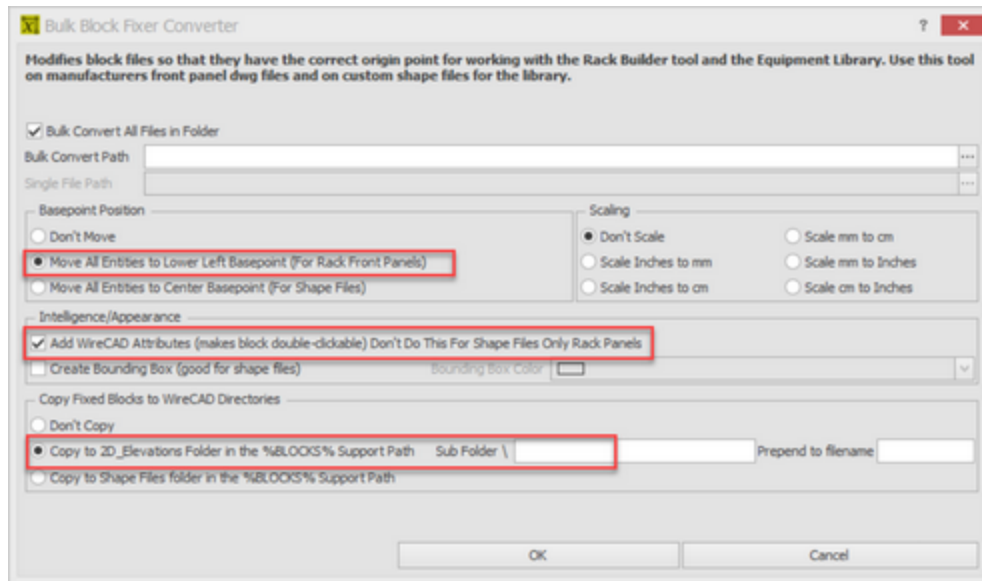 Bulk Block Fixer Converter
Modifies block files so that they have the correct origin point for working with the Rack Builder tool and the Equipment Library. Use this tool
on manufacturers front panel dwg files and on custom shape files for the library.
Bulk Convert All Files in Folder
Bulk Convert Path
Single File Path
Basepoint Position
Don't Move
Move All Entities to Lower Left Basepoint (For Rack Front Panels)
Move All Entities to Center Basepoint (For Shape Files)
Scaling
Don't Scale Scale mm to cm
Scale Inches to mm Scale mm to Inches
Scale Inches to cm Scale cm to Inches
Intelligence/Appearance
Add WireCAD Attributes (makes block double-clickable) Don't Do This For Shape Files Only Rack Panels
Create Bounding Box (good for shape files) Bounding Box Color
Copy Fixed Blocks to WireCAD Directories
Don't Copy
Copy to 2D_Elevations Folder in the %BLOCKS% Support Path Sub Folder \ Prepend to filename
Copy to Shape Files folder in the %BLOCKS% Support Path
OK Cancel